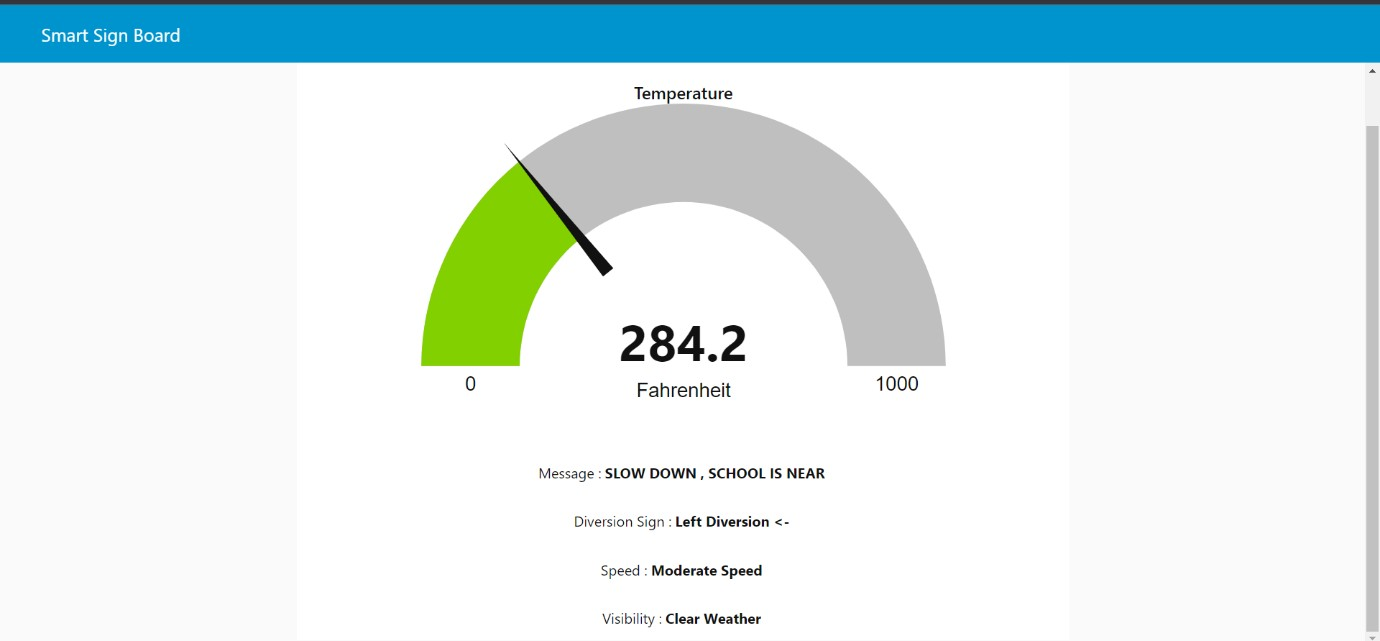 Smart Sign Board
Temperature
284.2
Fahrenheit
0
1000
Message : SLOW DOWN , SCHOOL IS NEAR
Diversion Sign : Left Diversion <-
Speed : Moderate Speed
Visibility : Clear Weather